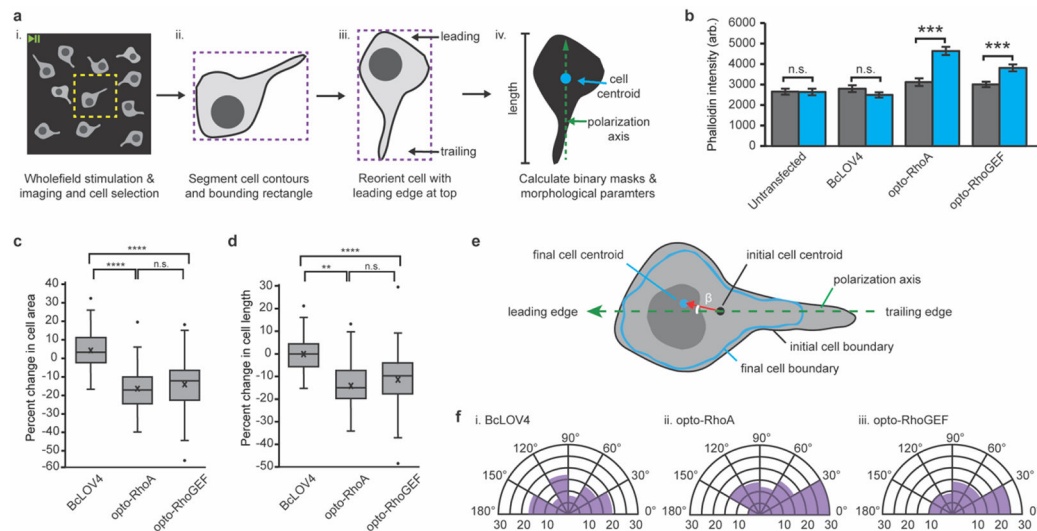 a
i.
ii.
iii.
iv.
leading
trailing
length
cell
centroid
polarization
axis
Wholefield stimulation &
imaging and cell selection
Segment cell contours
and bounding rectangle
Reorient cell with
leading edge at top
Calculate binary masks &
morphological paramters
b
Phalloidin intensity (arb.)
6000
5000
4000
3000
2000
1000
0
n.s.
n.s.
***
***
Untransfected
BcLOV4
opto-RhoA
opto-RhoGEF
c
Percent change in cell area
40
30
20
10
0
-10
-20
-30
-40
-50
-60
****
****
n.s.
BcLOV4
opto-RhoA
opto-RhoGEF
d
Percent change in cell length
30
20
10
0
-10
-20
-30
-40
-50
****
**
n.s.
BcLOV4
opto-RhoA
opto-RhoGEF
e
final cell centroid
initial cell centroid
β
polarization axis
leading edge
trailing edge
initial cell boundary
final cell boundary
f
i. BcLOV4
90°
120°
60°
150°
30°
180°
0°
30 20 10 0 10 20 30
ii. opto-RhoA
90°
120°
60°
150°
30°
180°
0°
30 20 10 0 10 20 30
iii. opto-RhoGEF
90°
120°
60°
150°
30°
180°
0°
30 20 10 0 10 20 30